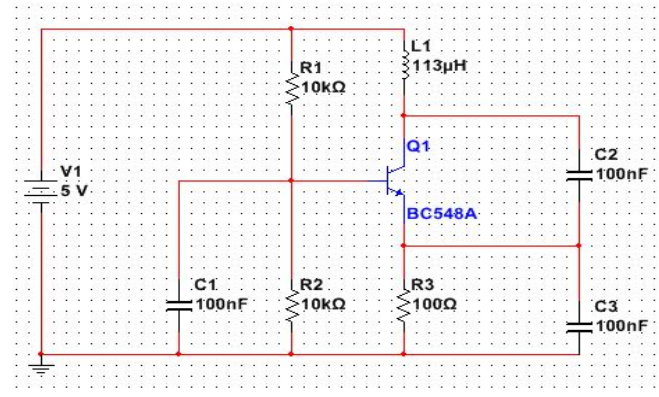 L1
113µH
R1
10kΩ
Q1
BC548A
C2
100nF
V1
5 V
C1
100nF
R2
10kΩ
R3
100Ω
C3
100nF